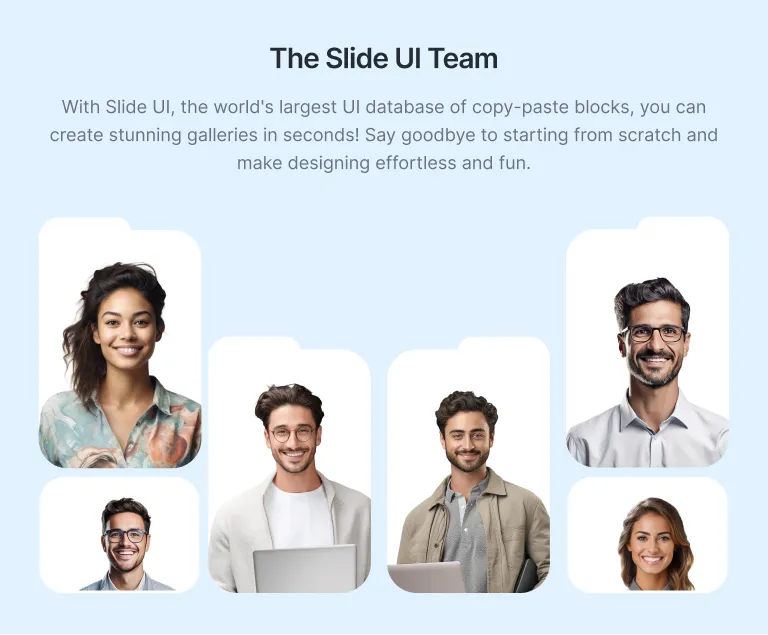 The Slide UI Team
With Slide UI, the world's largest UI database of copy-paste blocks, you can
create stunning galleries in seconds! Say goodbye to starting from scratch and
make designing effortless and fun.